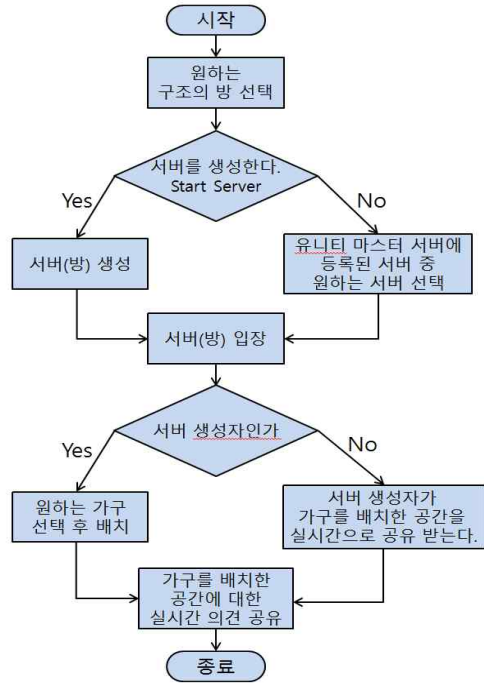 시작
원하는
구조의 방 선택
서버를 생성한다.
Start Server
Yes
No
서버(방) 생성
유니티 마스터 서버에
등록된 서버 중
원하는 서버 선택
서버(방) 입장
서버 생성자인가
Yes
No
원하는 가구
선택 후 배치
서버 생성자가
가구를 배치한 공간을
실시간으로 공유 받는다.
가구를 배치한
공간에 대한
실시간 의견 공유
종료